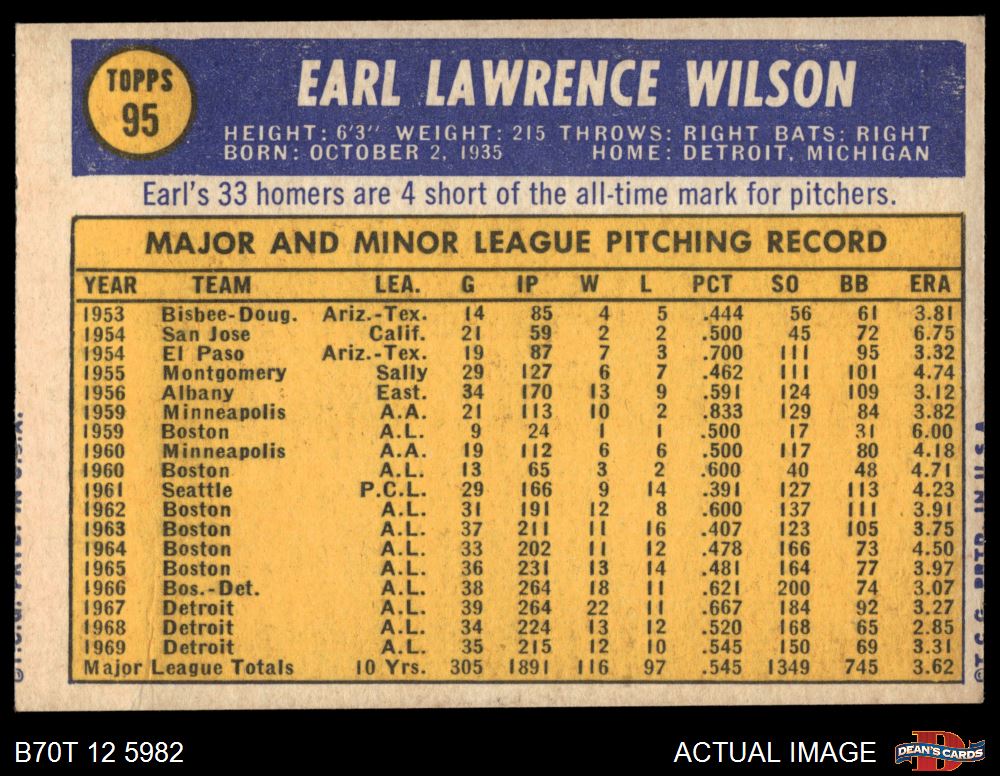 TOPPS
95
EARL LAWRENCE WILSON
HEIGHT: 6'3" WEIGHT: 215 THROWS: RIGHT BATS: RIGHT
BORN: OCTOBER 2, 1935 HOME: DETROIT, MICHIGAN
Earl's 33 homers are 4 short of the all-time mark for pitchers.
MAJOR AND MINOR LEAGUE PITCHING RECORD
YEAR TEAM LEA. G IP W L PCT SO BB ERA
1953 Bisbee-Doug. Ariz.-Tex. 14 85 4 5 .444 56 61 3.81
1954 San Jose Calif. 21 59 2 2 .500 45 72 6.75
1954 El Paso Ariz.-Tex. 19 87 7 3 .700 111 95 3.32
1955 Montgomery Sally 29 127 6 7 .462 111 101 4.74
1956 Albany East. 34 170 13 9 .591 124 109 3.12
1959 Minneapolis A.A. 21 113 10 2 .833 129 84 3.82
1959 Boston A.L. 9 24 1 1 .500 17 31 6.00
1960 Minneapolis A.A. 19 112 6 6 .500 117 80 4.18
1960 Boston A.L. 13 65 3 2 .600 40 48 4.71
1961 Seattle P.C.L. 29 166 9 14 .391 127 113 4.23
1962 Boston A.L. 31 191 12 8 .600 137 111 3.91
1963 Boston A.L. 37 211 11 16 .407 123 105 3.75
1964 Boston A.L. 33 202 11 12 .478 166 73 4.50
1965 Boston A.L. 36 231 13 14 .481 164 77 3.97
1966 Bos.-Det. A.L. 38 264 18 11 .621 200 74 3.07
1967 Detroit A.L. 39 264 22 11 .667 184 92 3.27
1968 Detroit A.L. 34 224 13 12 .520 168 65 2.85
1969 Detroit A.L. 35 215 12 10 .545 150 69 3.31
Major League Totals 10 Yrs. 305 1891 116 97 .545 1349 745 3.62
©T.C.G. PRTD. IN U.S.A.
©T.C.G. PRTD. IN U.S.A.
B70T 12 5982
ACTUAL IMAGE
DEAN'S CARDS